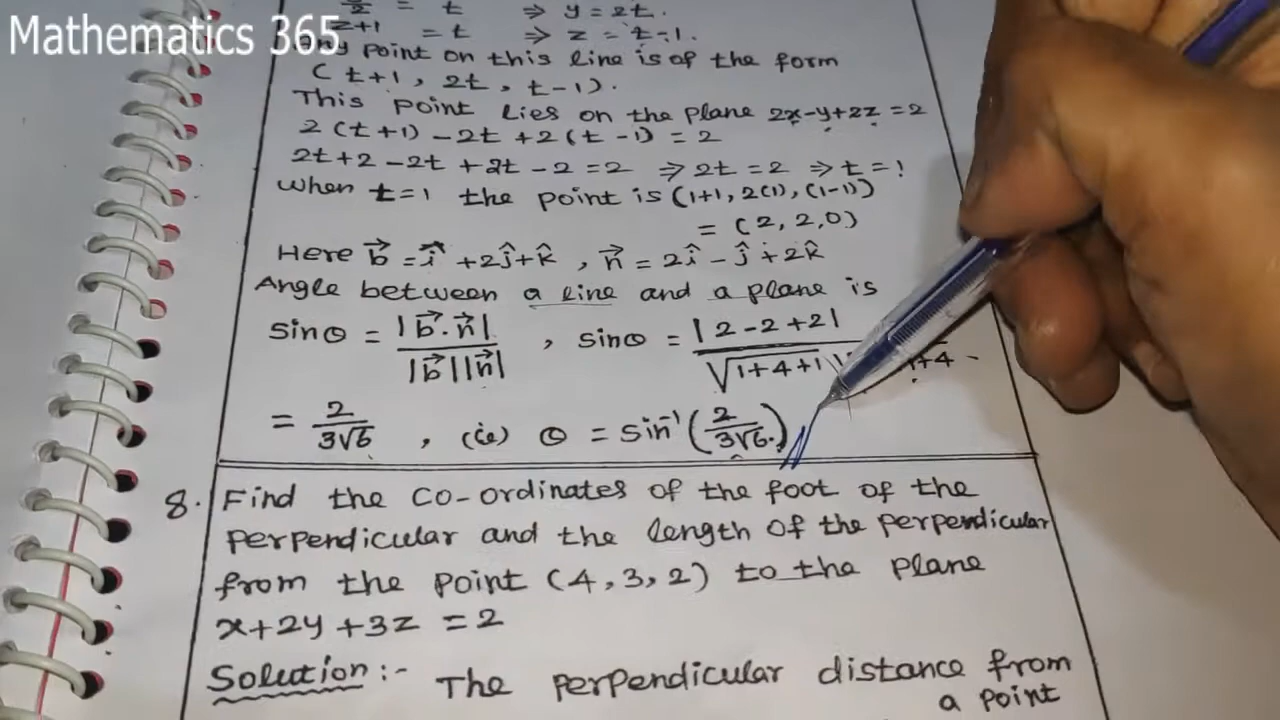 Mathematics 365
z/2 = t ⇒ y = 2t.
z+1 = t ⇒ z = t-1.
Any point on this line is of the form
( t+1 , 2t , t-1).
This point lies on the plane 2x-y+2z = 2
2 (t+1) - 2t + 2 (t-1) = 2
2t+2 - 2t + 2t - 2 = 2 ⇒ 2t = 2 ⇒ t = 1
when t=1 the point is (1+1, 2(1), (1-1))
= (2, 2, 0)
Here b⃗ = î + 2ĵ + k̂ , n⃗ = 2î - ĵ + 2k̂
Angle between a line and a plane is
sinθ = |b⃗ . n⃗| / |b⃗| |n⃗| , sinθ = |2-2+2| / √1+4+1 1+4
= 2/3√6 , (ie) θ = sin⁻¹ (2/3√6.)
8. Find the co-ordinates of the foot of the
perpendicular and the length of the perpendicular
from the point (4, 3, 2) to the plane
x+2y+3z = 2
Solution :- The perpendicular distance from
a point